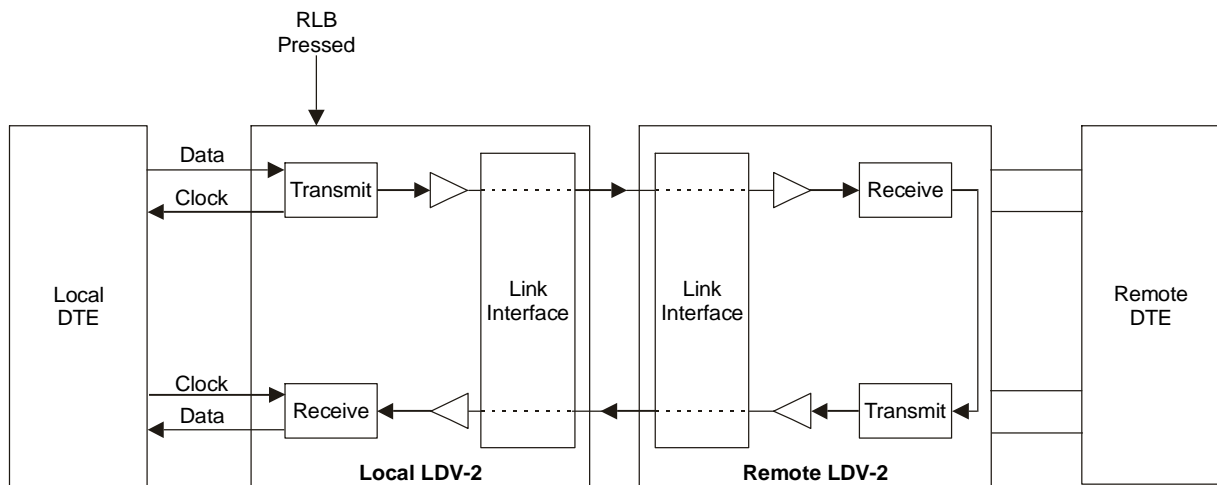 RLB
Pressed
Data
Transmit
Clock
Receive
Local
DTE
Link
Interface
Link
Interface
Remote
DTE
Clock
Receive
Data
Transmit
Local LDV-2
Remote LDV-2